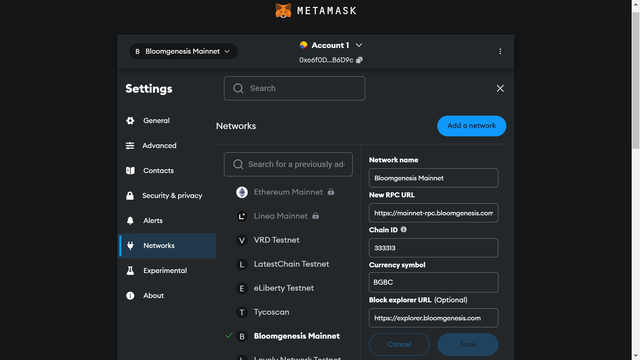 METAMASK
B Bloomgenesis Mainnet
Account 1
0xe6f0D...B6D9c
Settings
Search
Networks
Add a network
General
Advanced
Contacts
Security & privacy
Alerts
Networks
Experimental
About
Search for a previously ad
Ethereum Mainnet
L Linea Mainnet
V VRD Testnet
L LatestChain Testnet
E eLiberty Testnet
T Tycoscan
B Bloomgenesis Mainnet
Lovely Network Testnet
Network name
Bloomgenesis Mainnet
New RPC URL
https://mainnet-rpc.bloomgenesis.com
Chain ID
333313
Currency symbol
BGBC
Block explorer URL (Optional)
https://explorer.bloomgenesis.com
Cancel
Save